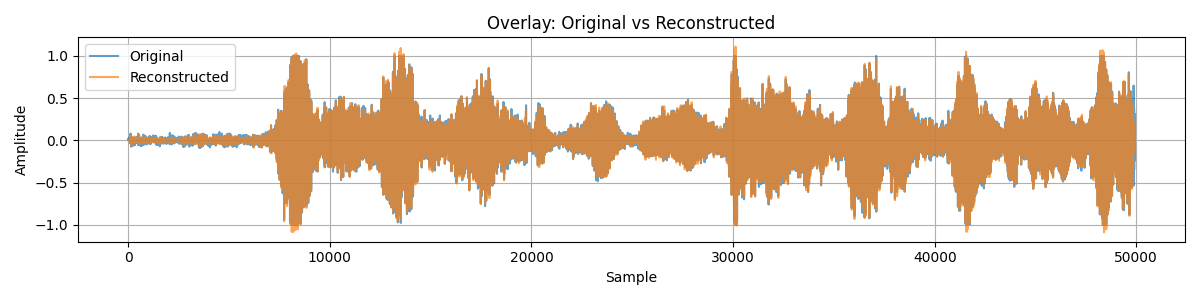 Overlay: Original vs Reconstructed
Original
Reconstructed
1.0
0.5
0.0
−0.5
−1.0
Amplitude
0 10000 20000 30000 40000 50000
Sample